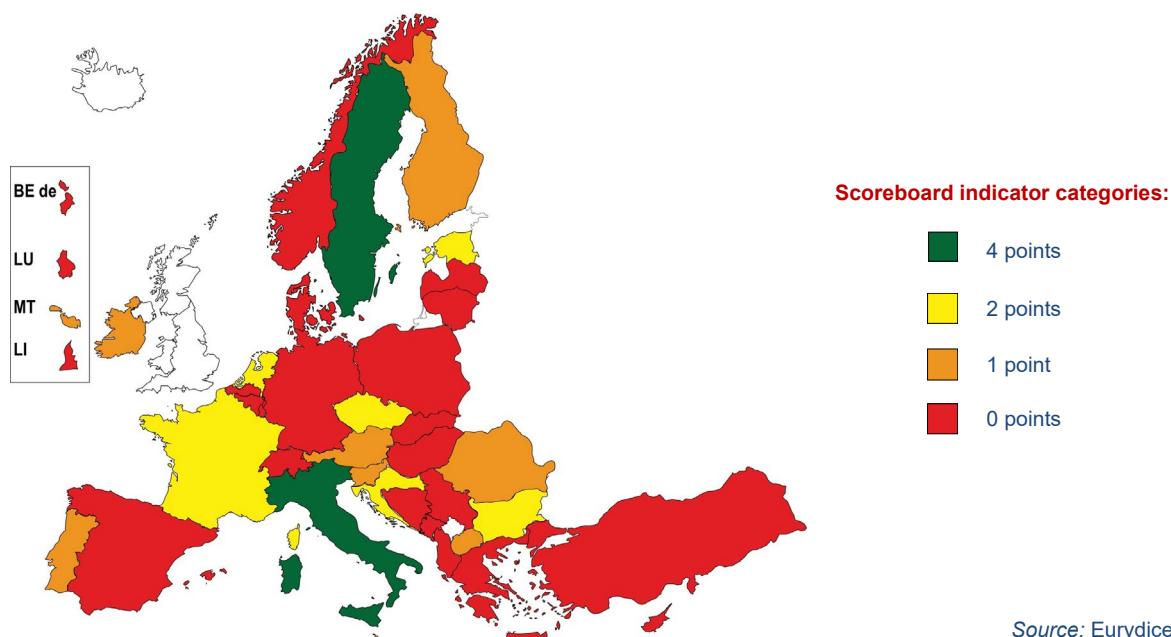 BE de
LU
MT
LI
Scoreboard indicator categories:
4 points
2 points
1 point
0 points
Source: Eurydice